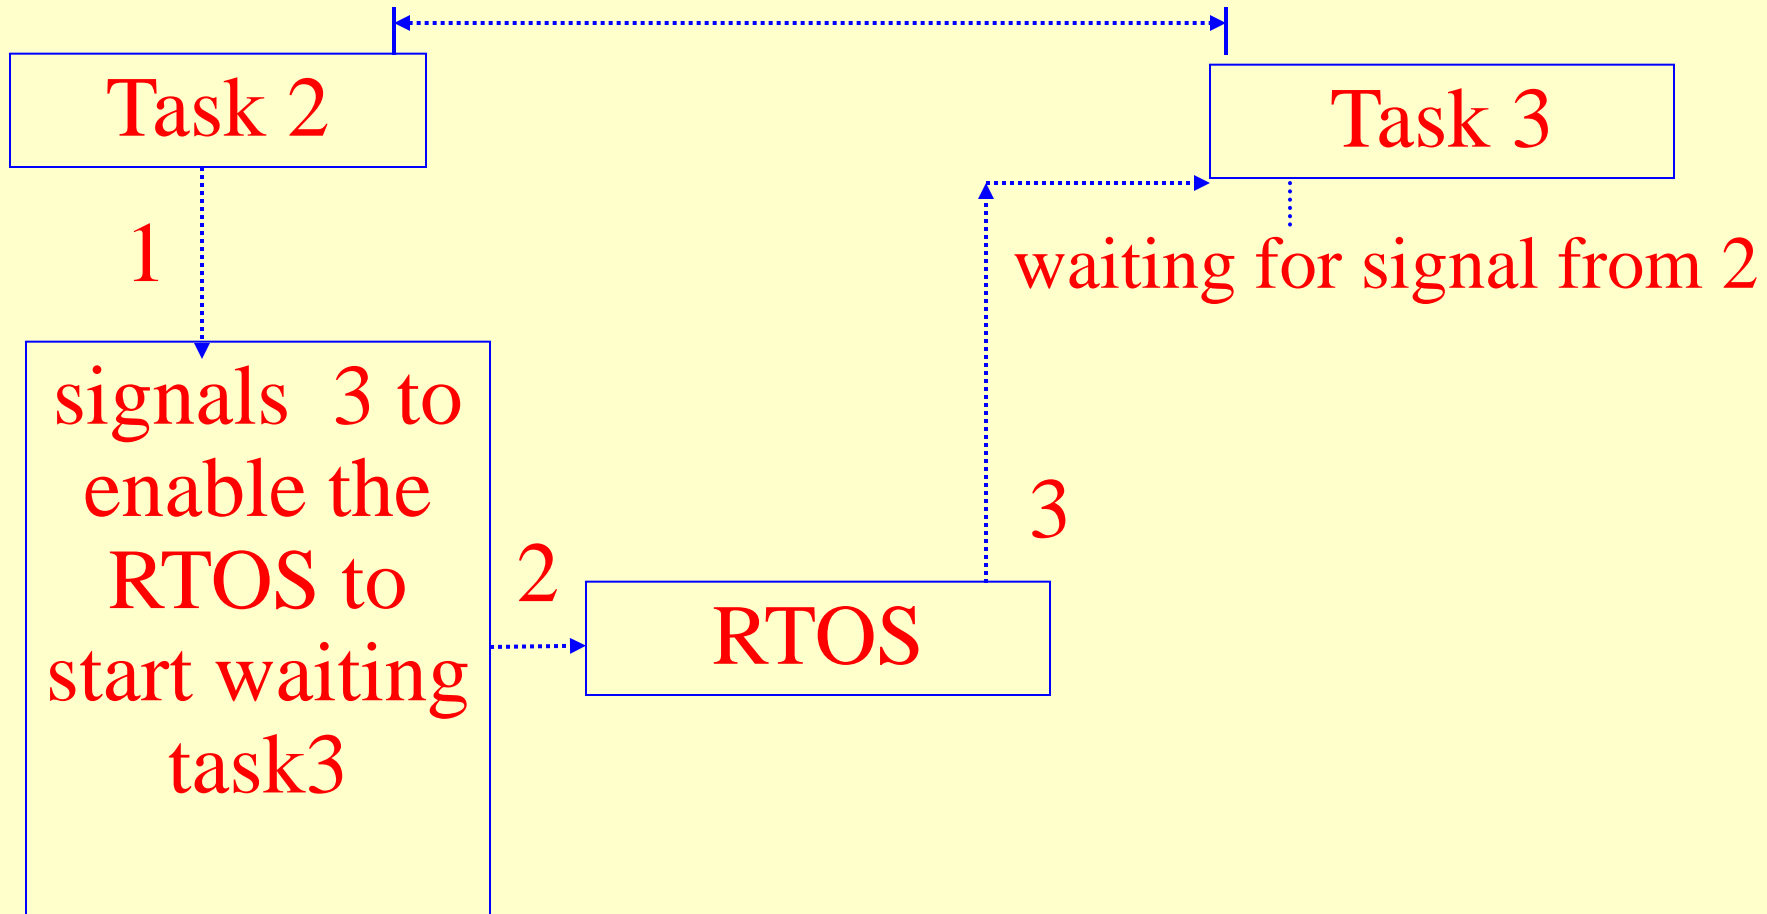 Task 2
Task 3
1
waiting for signal from 2
signals 3 to
enable the
RTOS to
start waiting
task3
2
3
RTOS